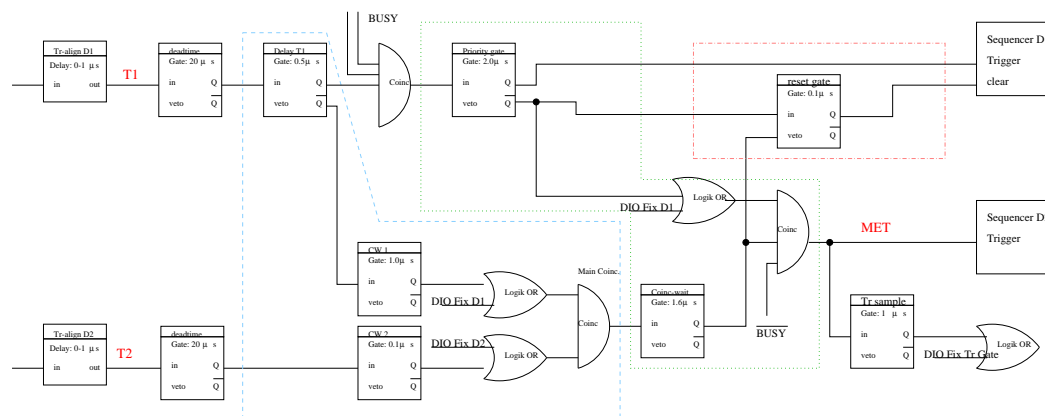 BUSY
Tr-align D1
Delay: 0-1 μ s
in out
T1
deadtime
Gate: 20 μ s
in Q
veto Q
Delay T1
Gate: 0.5μ s
in Q
veto Q
Coinc
Priority gate
Gate: 2.0μ s
in Q
veto Q
reset gate
Gate: 0.1μ s
in Q
veto Q
Sequencer D
Trigger
clear
DIO Fix D1
Logik OR
Coinc
BUSY
MET
Sequencer D
Trigger
CW 1
Gate: 1.0μ s
in Q
veto Q
DIO Fix D1
Logik OR
Main Coinc.
Coinc
Coinc-wait
Gate: 1.6μ s
in Q
veto Q
Tr sample
Gate: 1 μ s
in Q
veto Q
DIO Fix Tr Gate
Logik OR
Tr-align D2
Delay: 0-1 μ s
in out
T2
deadtime
Gate: 20 μ s
in Q
veto Q
CW 2
Gate: 0.1μ s
in Q
veto Q
DIO Fix D2
Logik OR